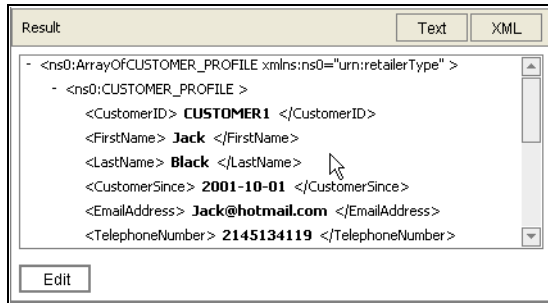 Result Text XML
- <ns0:ArrayOfCUSTOMER_PROFILE xmlns:ns0="urn:retailerType" >
- <ns0:CUSTOMER_PROFILE >
<CustomerID> CUSTOMER1 </CustomerID>
<FirstName> Jack </FirstName>
<LastName> Black </LastName>
<CustomerSince> 2001-10-01 </CustomerSince>
<EmailAddress> Jack@hotmail.com </EmailAddress>
<TelephoneNumber> 2145134119 </TelephoneNumber>
Edit